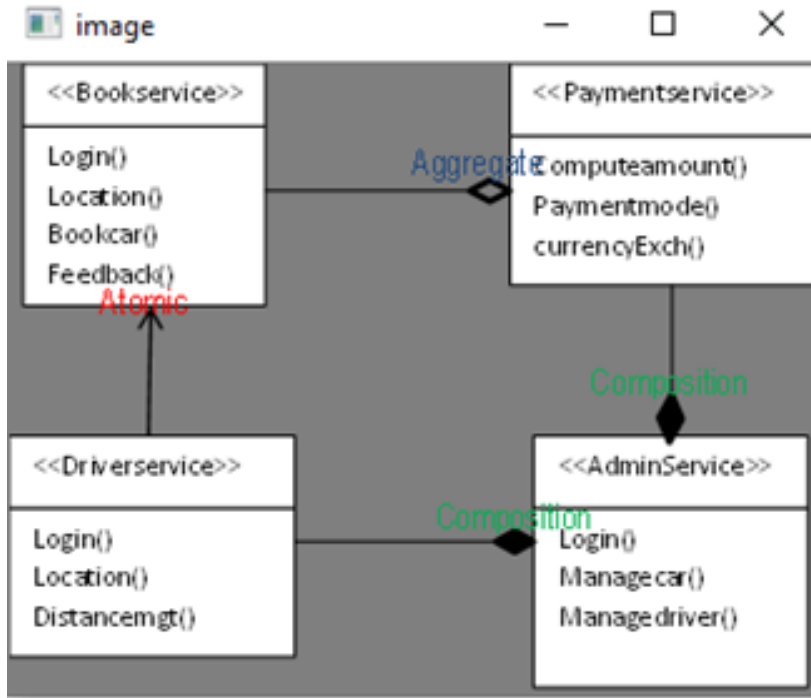 image
<<Bookservice>>
Login()
Location()
Bookcar()
Feedback()
Atomic
Aggregate
<<Paymentservice>>
Computeamount()
Paymentmode()
currencyExch()
Composition
<<Driverservice>>
Login()
Location()
Distancemgt()
Composition
<<AdminService>>
Login()
Managecar()
Managedriver()